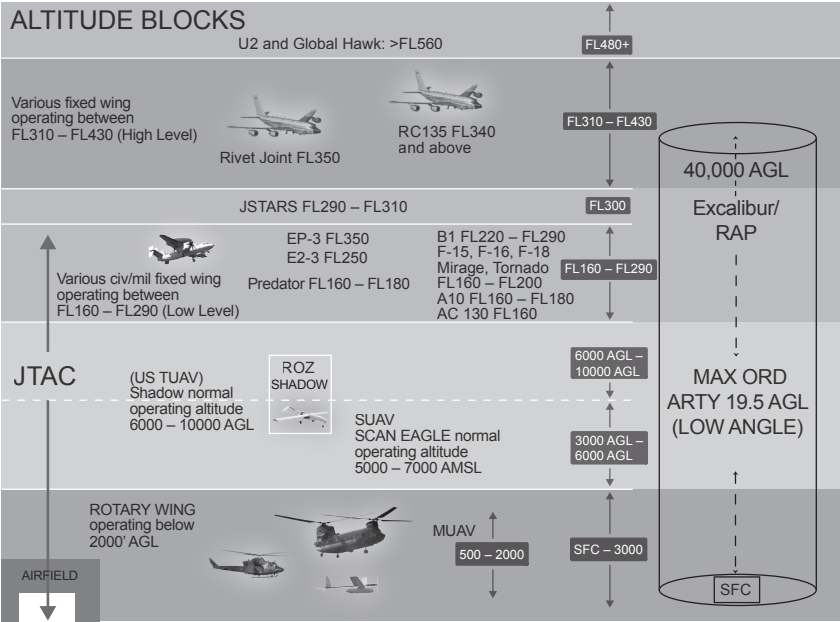 ALTITUDE BLOCKS
U2 and Global Hawk: >FL560
FL480+
Various fixed wing
operating between
FL310 – FL430 (High Level)
Rivet Joint FL350
RC135 FL340
and above
FL310 – FL430
40,000 AGL
JSTARS FL290 – FL310
FL300
Excalibur/
RAP
Various civ/mil fixed wing
operating between
FL160 – FL290 (Low Level)
EP-3 FL350
E2-3 FL250
Predator FL160 – FL180
B1 FL220 – FL290
F-15, F-16, F-18
Mirage, Tornado
FL160 – FL200
A10 FL160 – FL180
AC 130 FL160
FL160 – FL290
JTAC
(US TUAV)
Shadow normal
operating altitude
6000 – 10000 AGL
ROZ
SHADOW
6000 AGL –
10000 AGL
MAX ORD
ARTY 19.5 AGL
(LOW ANGLE)
SUAV
SCAN EAGLE normal
operating altitude
5000 – 7000 AMSL
3000 AGL –
6000 AGL
ROTARY WING
operating below
2000' AGL
MUAV
500 – 2000
SFC – 3000
AIRFIELD
SFC